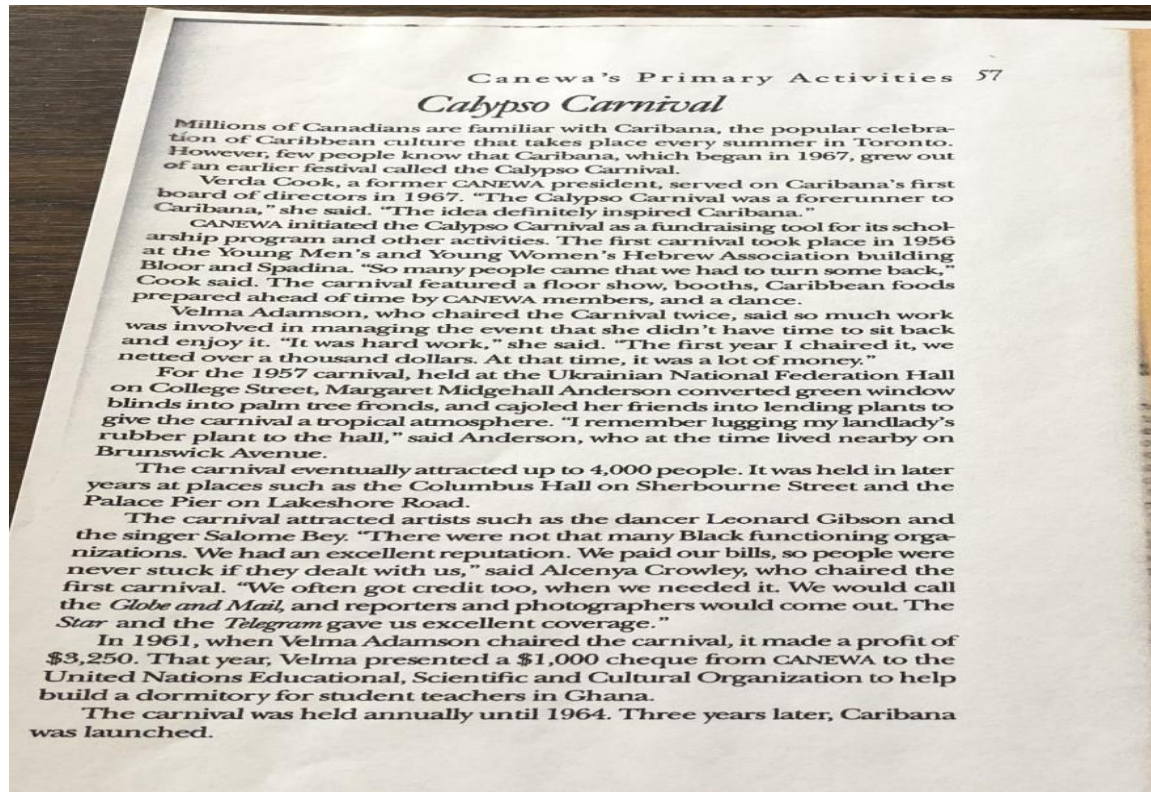 Canewa's Primary Activities 57
Calypso Carnival
Millions of Canadians are familiar with Caribana, the popular celebra-
tion of Caribbean culture that takes place every summer in Toronto.
However, few people know that Caribana, which began in 1967, grew out
of an earlier festival called the Calypso Carnival.
Verda Cook, a former CANEWA president, served on Caribana's first
board of directors in 1967. "The Calypso Carnival was a forerunner to
Caribana," she said. "The idea definitely inspired Caribana."
CANEWA initiated the Calypso Carnival as a fundraising tool for its schol-
arship program and other activities. The first carnival took place in 1956
at the Young Men's and Young Women's Hebrew Association building
Bloor and Spadina. "So many people came that we had to turn some back,"
Cook said. The carnival featured a floor show, booths, Caribbean foods
prepared ahead of time by CANEWA members, and a dance.
Velma Adamson, who chaired the Carnival twice, said so much work
was involved in managing the event that she didn't have time to sit back
and enjoy it. "It was hard work," she said. "The first year I chaired it, we
netted over a thousand dollars. At that time, it was a lot of money."
For the 1957 carnival, held at the Ukrainian National Federation Hall
on College Street, Margaret Midgehall Anderson converted green window
blinds into palm tree fronds, and cajoled her friends into lending plants to
give the carnival a tropical atmosphere. "I remember lugging my landlady's
rubber plant to the hall," said Anderson, who at the time lived nearby on
Brunswick Avenue.
The carnival eventually attracted up to 4,000 people. It was held in later
years at places such as the Columbus Hall on Sherbourne Street and the
Palace Pier on Lakeshore Road.
The carnival attracted artists such as the dancer Leonard Gibson and
the singer Salome Bey. "There were not that many Black functioning orga-
nizations. We had an excellent reputation. We paid our bills, so people were
never stuck if they dealt with us," said Alcenya Crowley, who chaired the
first carnival. "We often got credit too, when we needed it. We would call
the Globe and Mail, and reporters and photographers would come out. The
Star and the Telegram gave us excellent coverage."
In 1961, when Velma Adamson chaired the carnival, it made a profit of
$3,250. That year, Velma presented a $1,000 cheque from CANEWA to the
United Nations Educational, Scientific and Cultural Organization to help
build a dormitory for student teachers in Ghana.
The carnival was held annually until 1964. Three years later, Caribana
was launched.